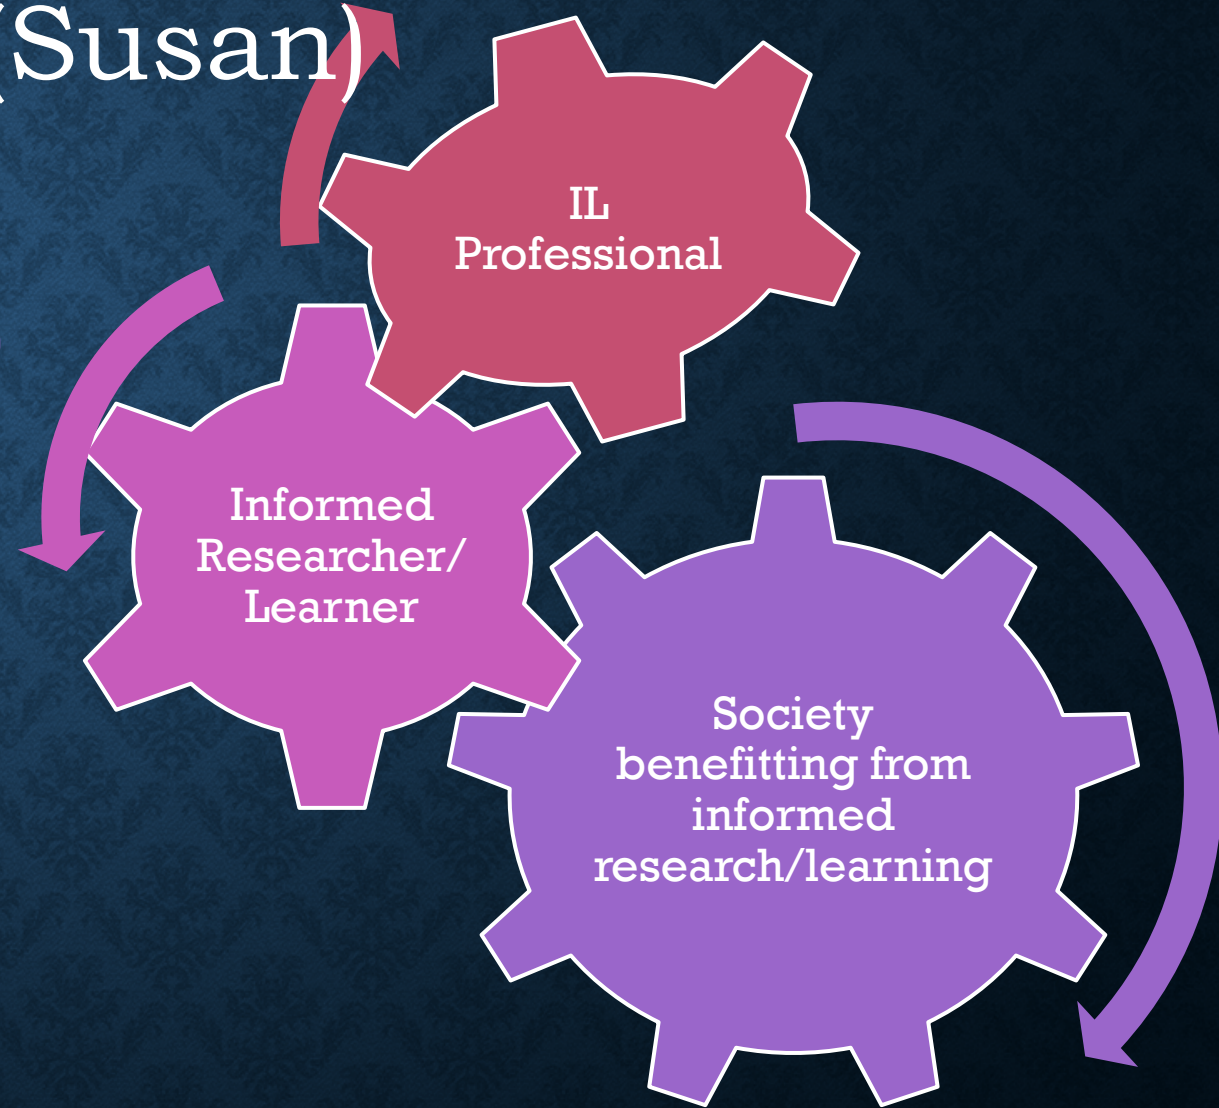 (Susan)
IL
Professional
Informed
Researcher/
Learner
Society
benefitting from
informed
research/learning